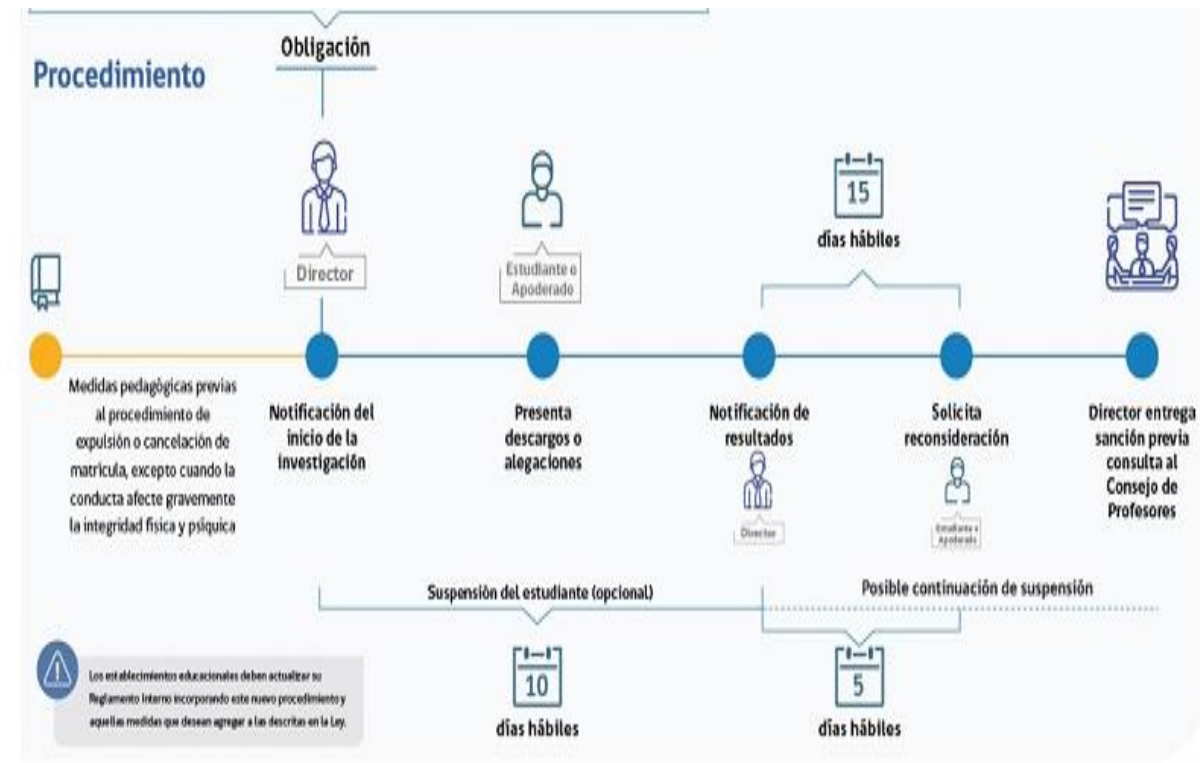 Obligación
Procedimiento
Director
Estudiante o
Apoderado
15
días hábiles
Medidas pedagógicas previas
al procedimiento de
expulsión o cancelación de
matrícula, excepto cuando la
conducta afecte gravemente
la integridad física y psíquica
Notificación del
inicio de la
investigación
Presenta
descargos o
alegaciones
Notificación de
resultados
Director
Solicita
reconsideración
Estudiante o
Apoderado
Director entrega
sanción previa
consulta al
Consejo de
Profesores
Suspensión del estudiante (opcional)
Posible continuación de suspensión
10
días hábiles
5
días hábiles
Los establecimientos educacionales deben actualizar su
Reglamento Interno incorporando este nuevo procedimiento y
aquellas medidas que desean agregar a las descritas en la Ley.